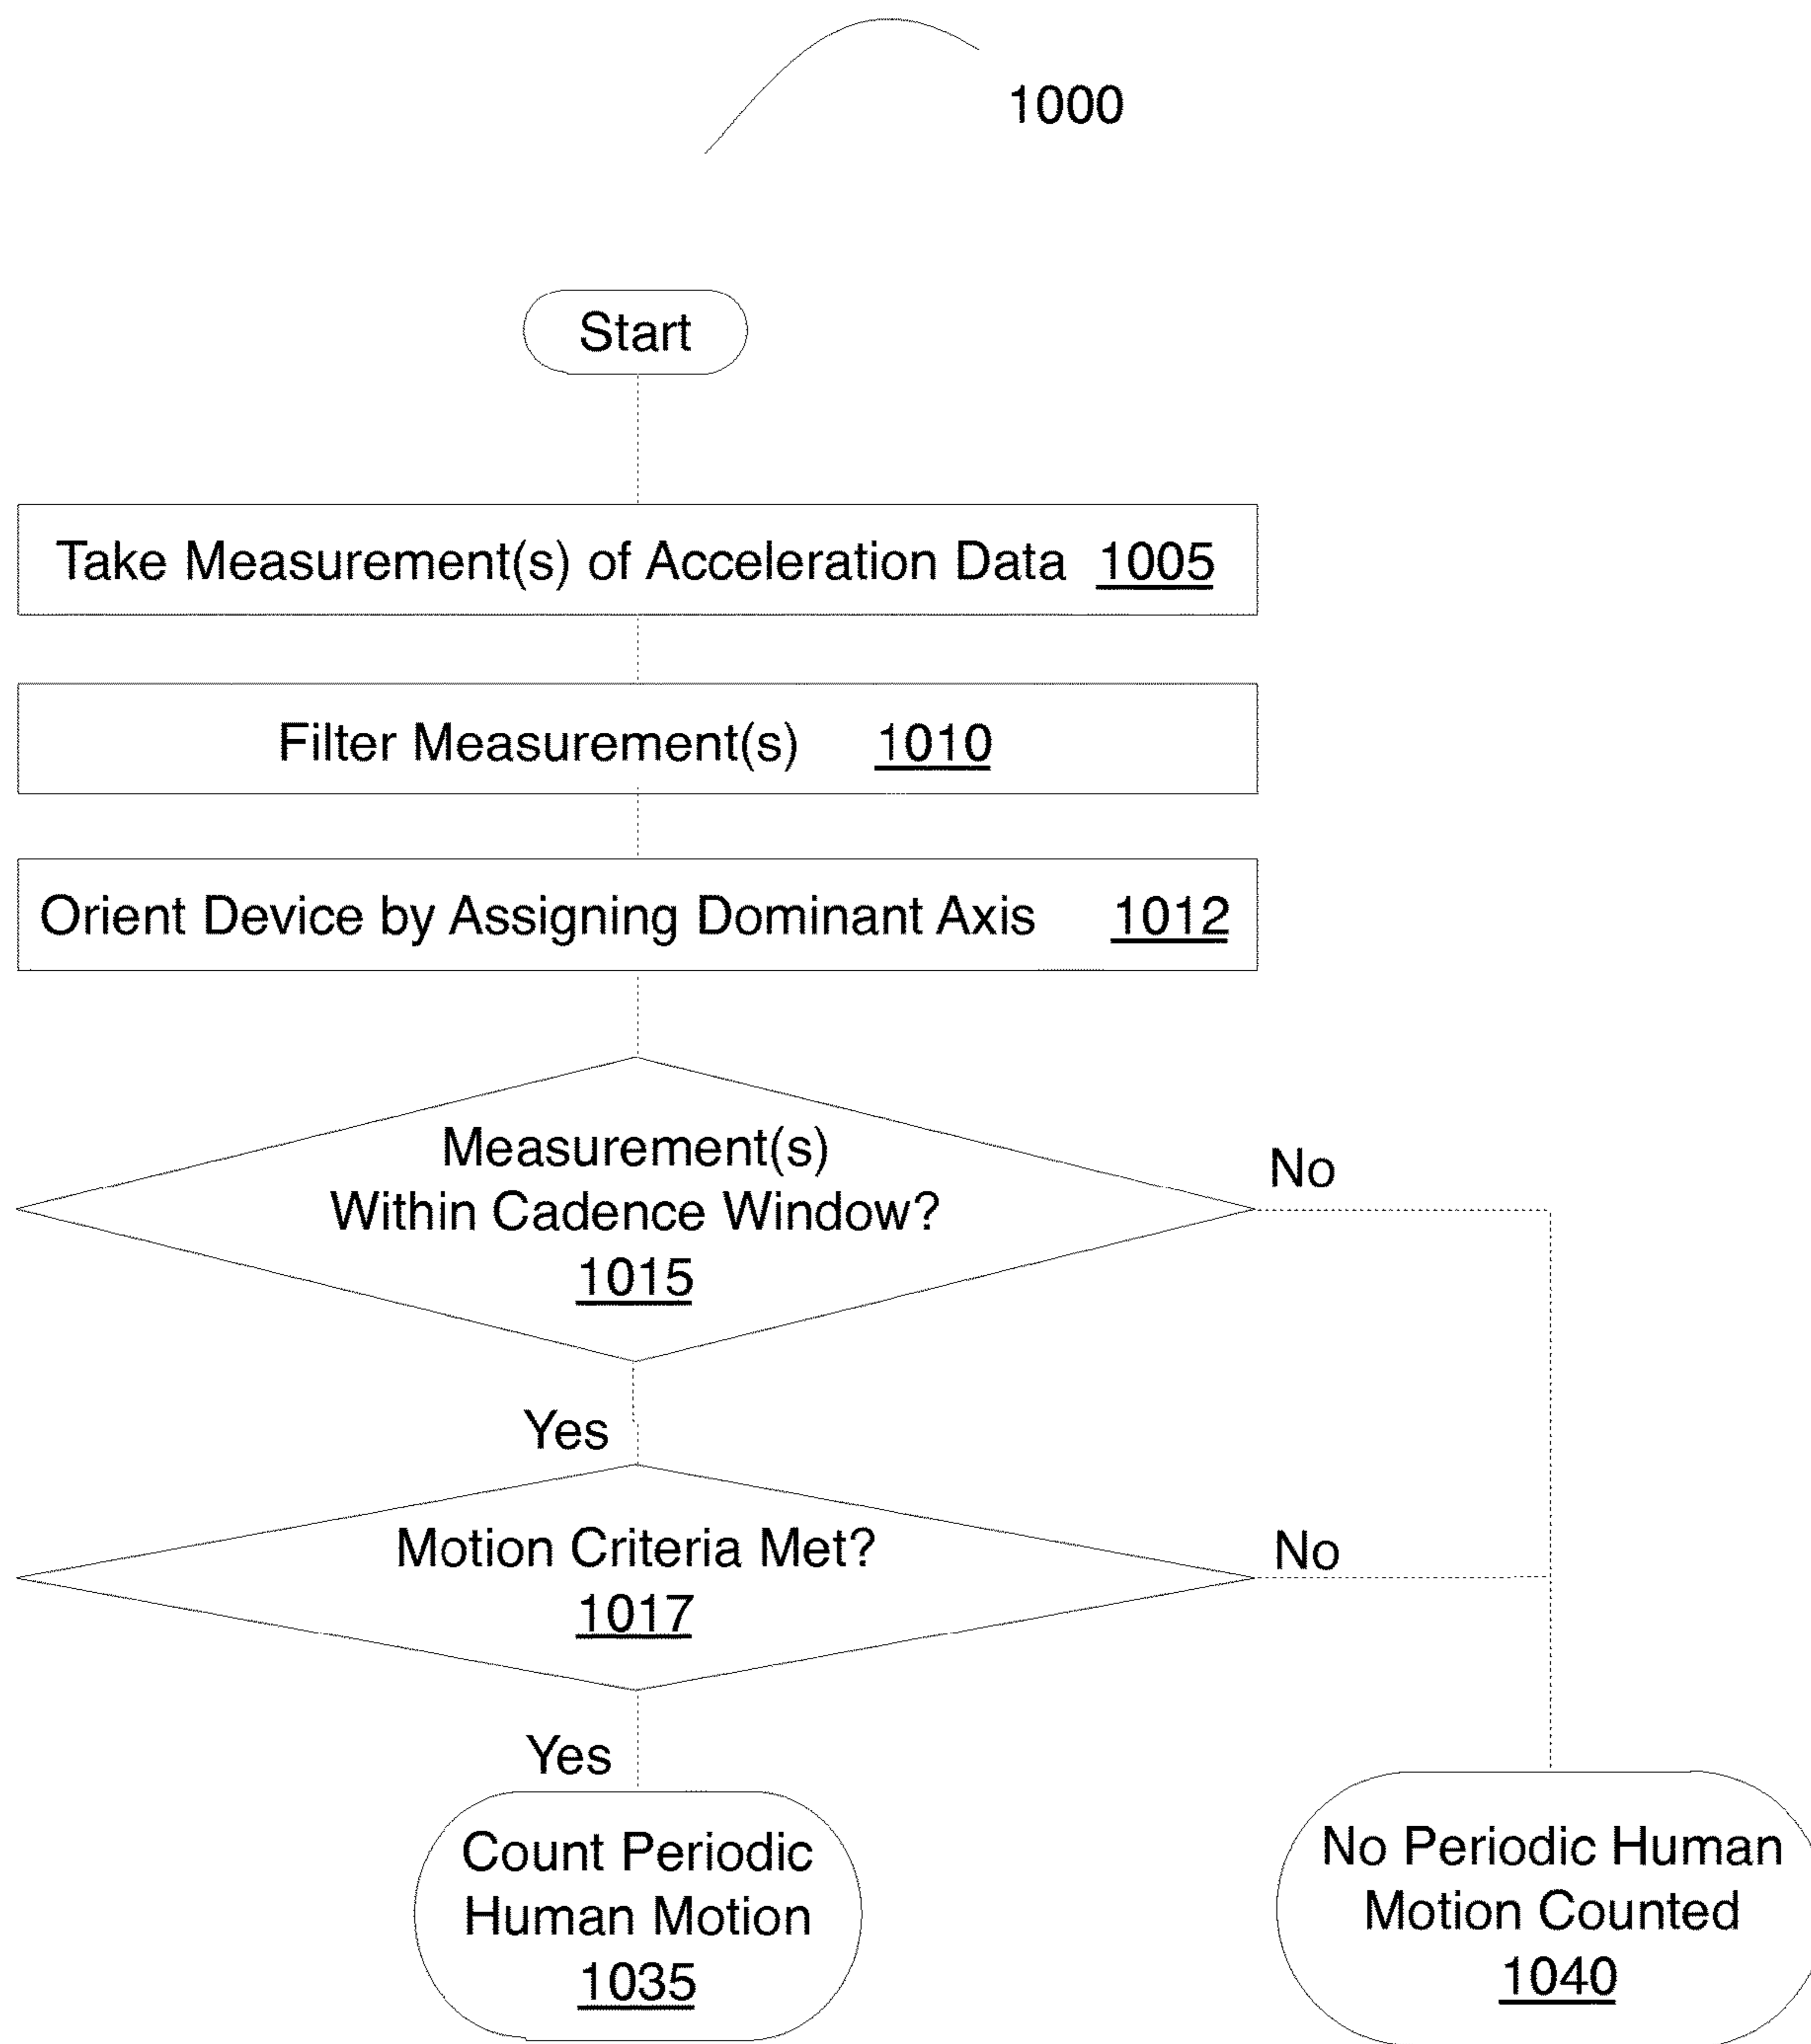 1000
Start
Take Measurement(s) of Acceleration Data 1005
Filter Measurement(s) 1010
Orient Device by Assigning Dominant Axis 1012
Measurement(s)
Within Cadence Window?
1015
No
Yes
Motion Criteria Met?
1017
No
Yes
Count Periodic
Human Motion
1035
No Periodic Human
Motion Counted
1040